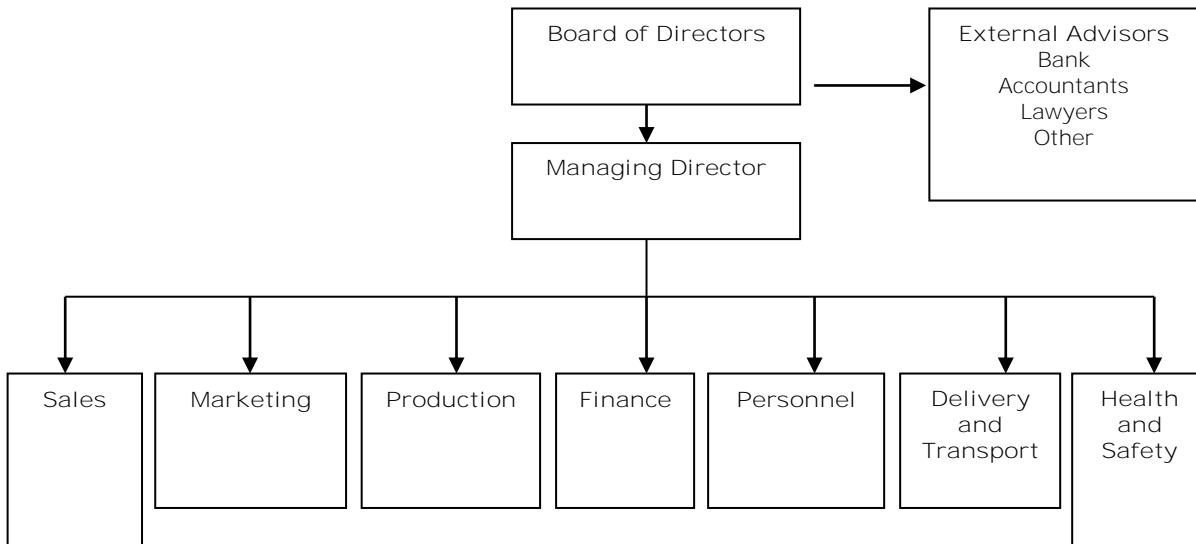 Board of Directors
External Advisors
Bank
Accountants
Lawyers
Other
Managing Director
Sales
Marketing
Production
Finance
Personnel
Delivery
and
Transport
Health
and
Safety